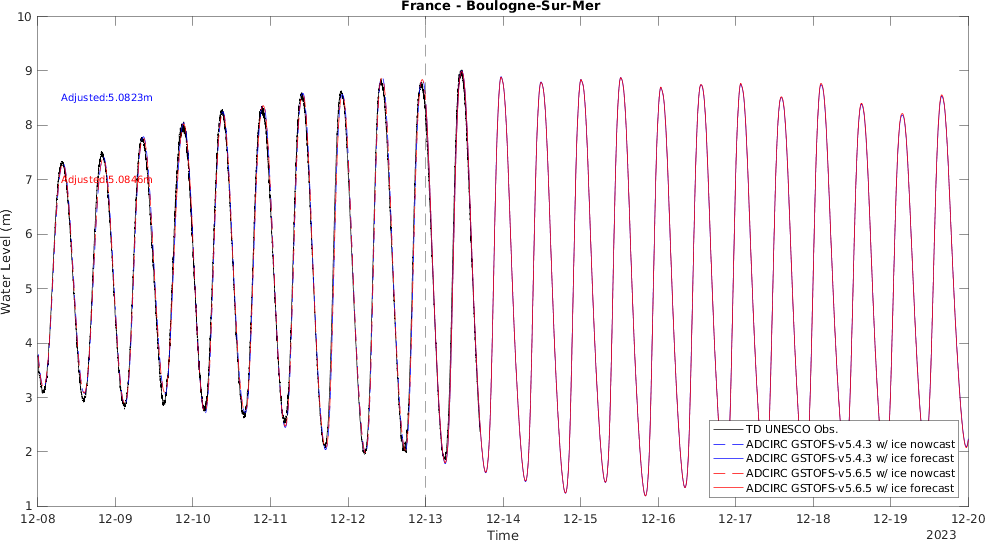 France - Boulogne-Sur-Mer
10
9
8
7
6
5
4
3
2
1
Water Level (m)
Adjusted:5.0823m
Adjusted:5.0846m
TD UNESCO Obs.
ADCIRC GSTOFS-v5.4.3 w/ ice nowcast
ADCIRC GSTOFS-v5.4.3 w/ ice forecast
ADCIRC GSTOFS-v5.6.5 w/ ice nowcast
ADCIRC GSTOFS-v5.6.5 w/ ice forecast
12-08 12-09 12-10 12-11 12-12 12-13 12-14 12-15 12-16 12-17 12-18 12-19 12-20
Time
2023